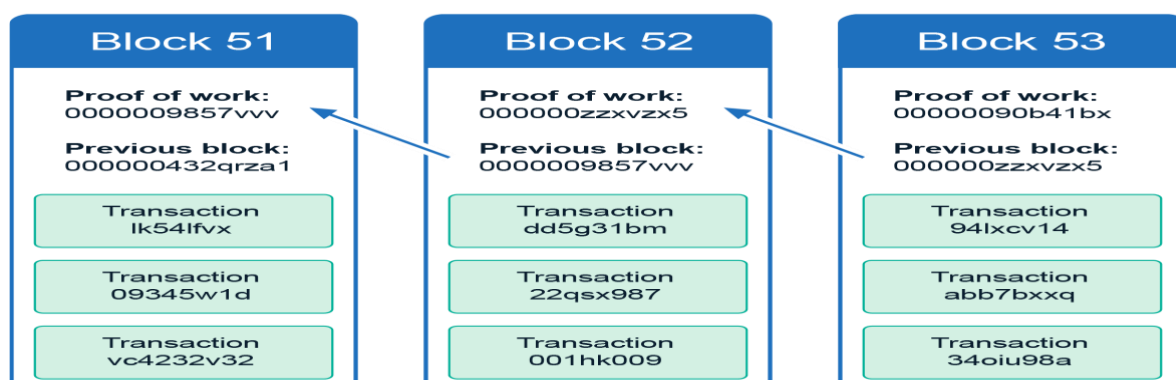 Block 51
Proof of work:
0000009857vvv
Previous block:
000000432qrza1
Transaction
lk54lfvx
Transaction
09345w1d
Transaction
vc4232v32
Block 52
Proof of work:
000000zzxvzx5
Previous block:
0000009857vvv
Transaction
dd5g31bm
Transaction
22qsx987
Transaction
001hk009
Block 53
Proof of work:
00000090b41bx
Previous block:
000000zzxvzx5
Transaction
94lxcv14
Transaction
abb7bxxq
Transaction
34oiu98a